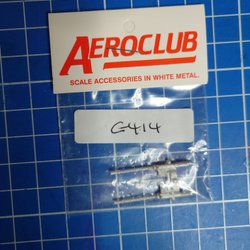 AEROCLUB
SCALE ACCESSORIES IN WHITE METAL.
G414